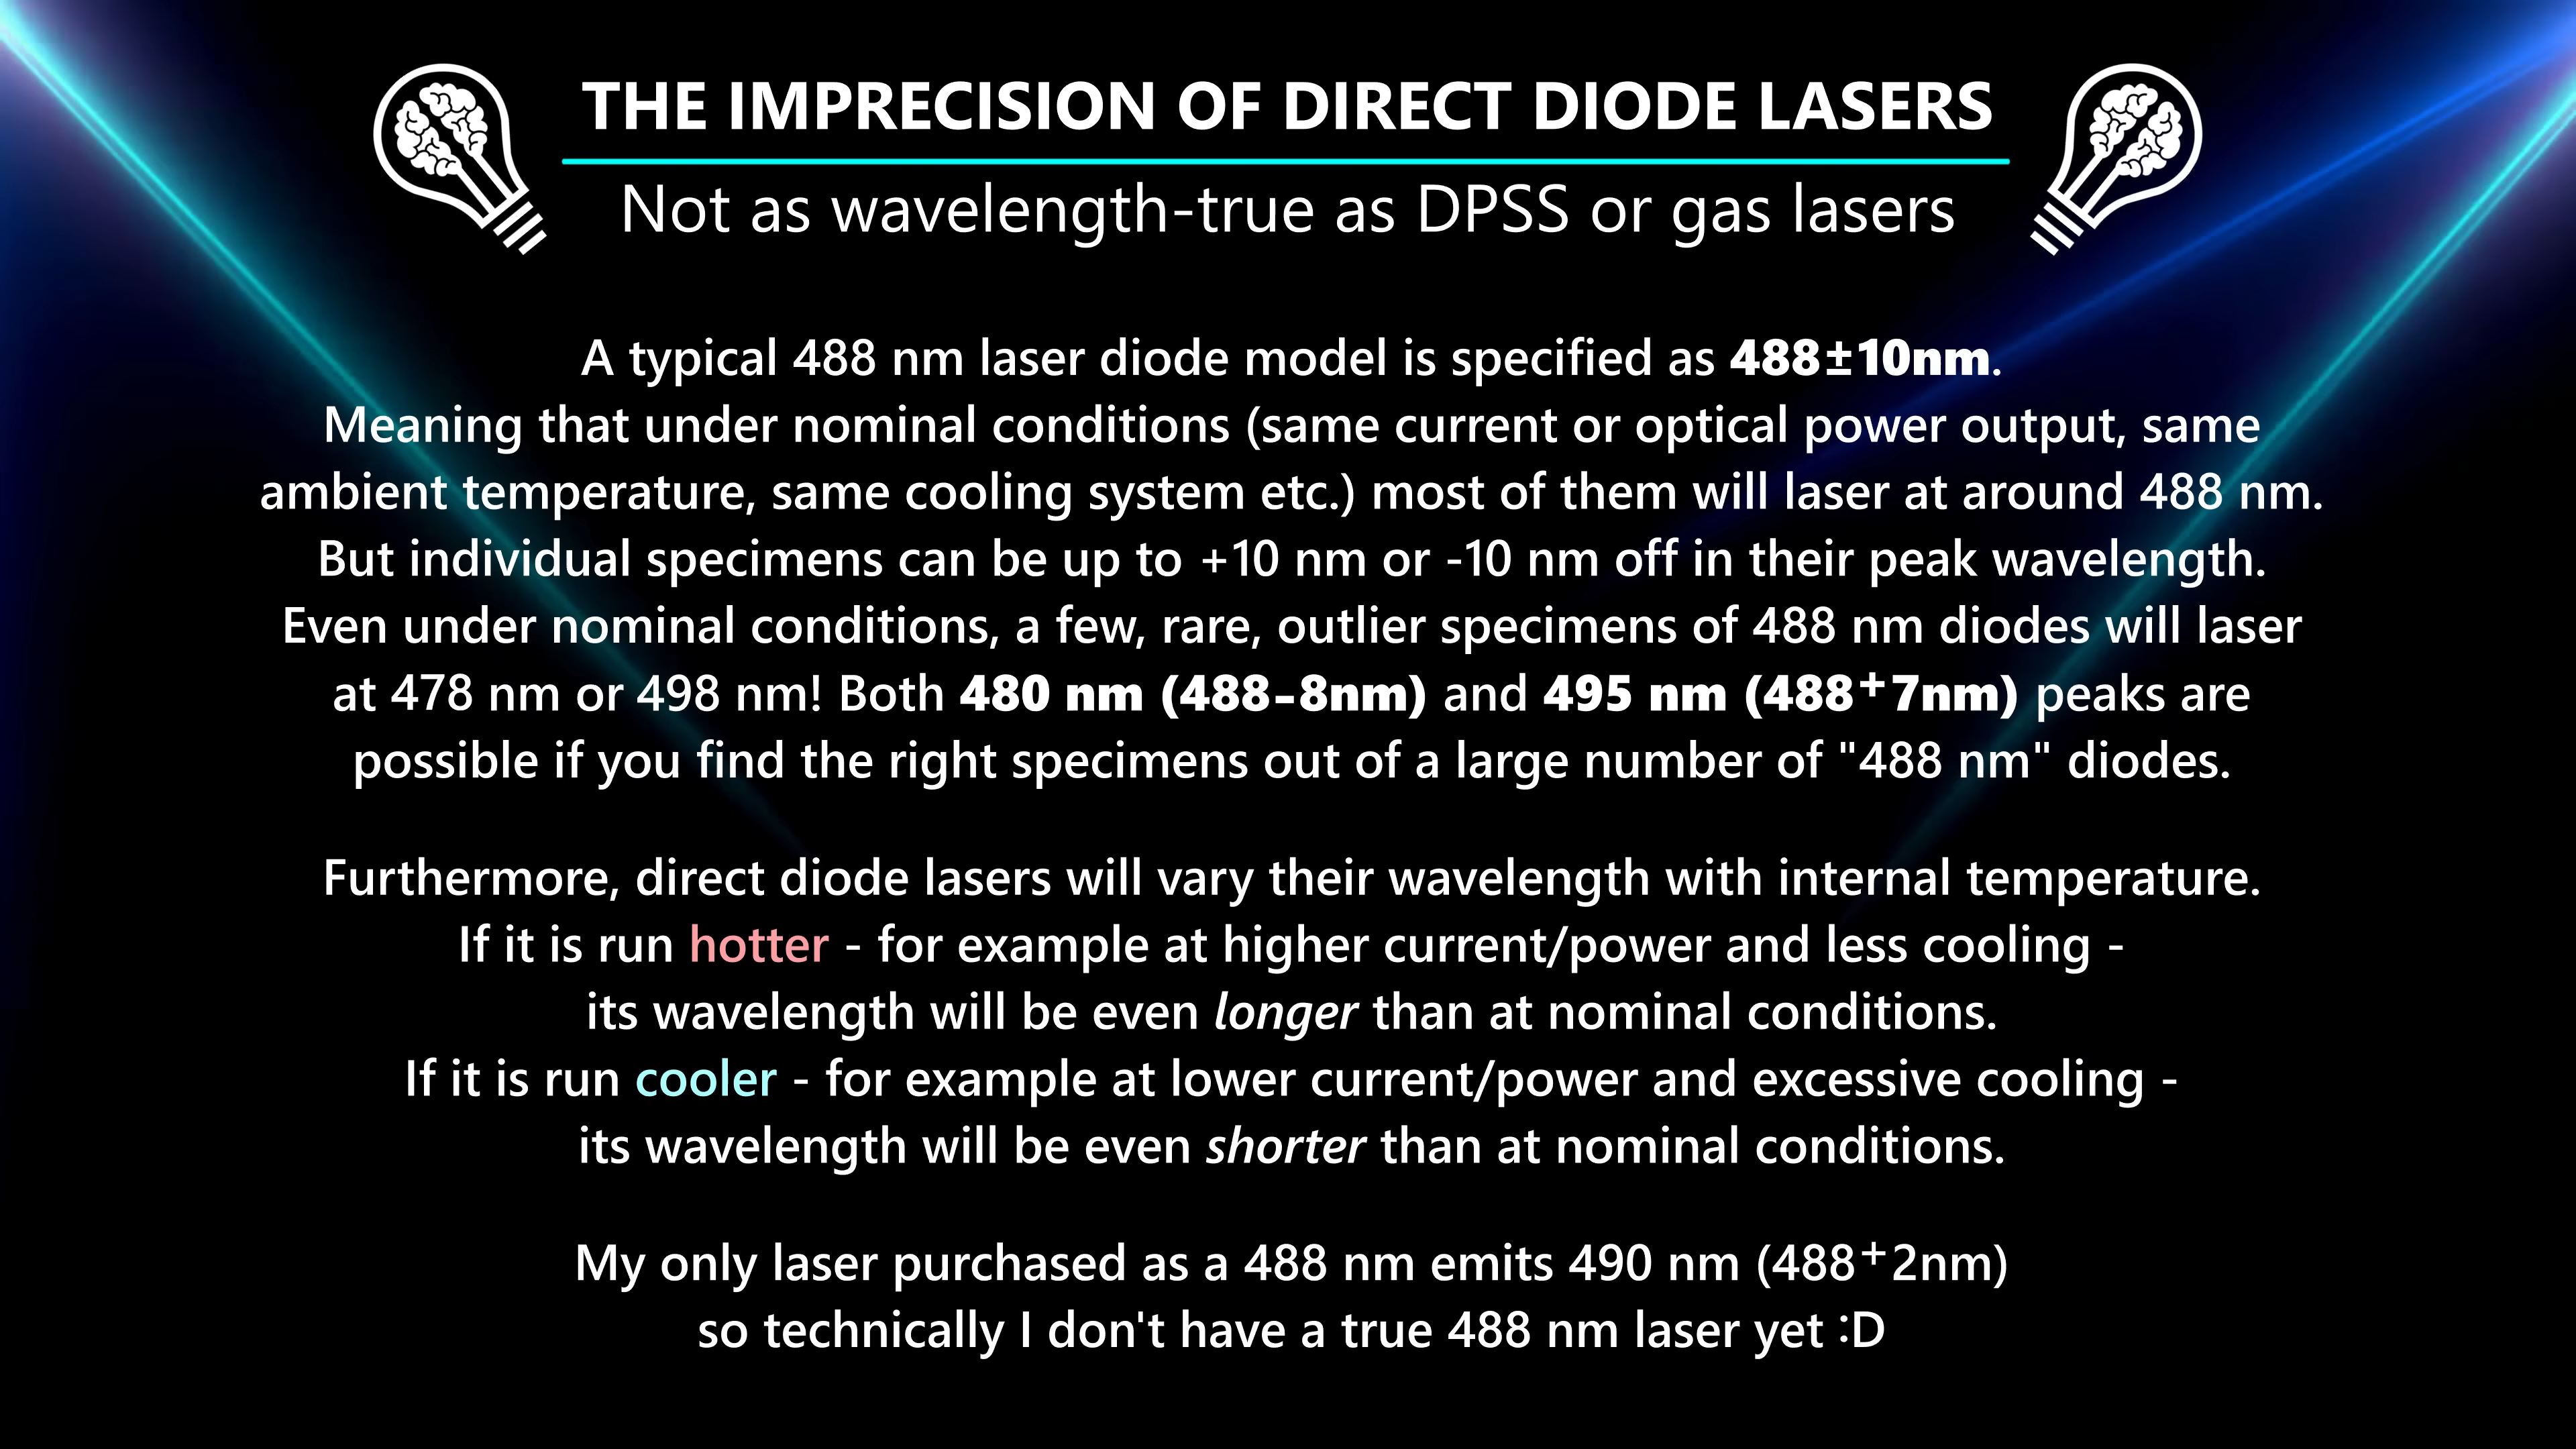 THE IMPRECISION OF DIRECT DIODE LASERS
Not as wavelength-true as DPSS or gas lasers
A typical 488 nm laser diode model is specified as 488±10nm.
Meaning that under nominal conditions (same current or optical power output, same
ambient temperature, same cooling system etc.) most of them will laser at around 488 nm.
But individual specimens can be up to +10 nm or -10 nm off in their peak wavelength.
Even under nominal conditions, a few, rare, outlier specimens of 488 nm diodes will laser
at 478 nm or 498 nm! Both 480 nm (488-8nm) and 495 nm (488⁺7nm) peaks are
possible if you find the right specimens out of a large number of "488 nm" diodes.
Furthermore, direct diode lasers will vary their wavelength with internal temperature.
If it is run hotter - for example at higher current/power and less cooling -
its wavelength will be even longer than at nominal conditions.
If it is run cooler - for example at lower current/power and excessive cooling -
its wavelength will be even shorter than at nominal conditions.
My only laser purchased as a 488 nm emits 490 nm (488⁺2nm)
so technically I don't have a true 488 nm laser yet :D